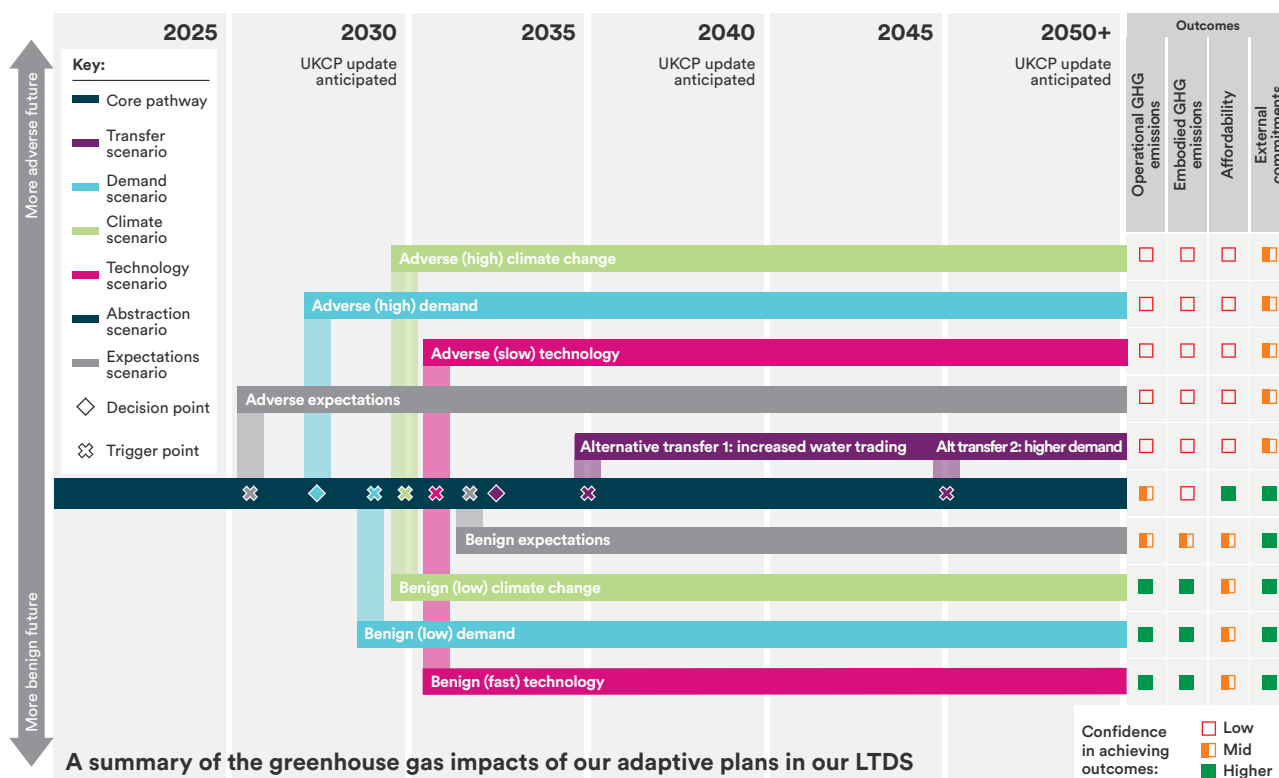 2025
2030
2035
2040
2045
2050+
Outcomes
UKCP update
anticipated
UKCP update
anticipated
UKCP update
anticipated
Operational GHG
emissions
Embodied GHG
emissions
Affordability
External
commitments
More adverse future
More benign future
Key:
Core pathway
Transfer
scenario
Demand
scenario
Climate
scenario
Technology
scenario
Abstraction
scenario
Expectations
scenario
Decision point
Trigger point
Adverse (high) climate change
Adverse (high) demand
Adverse (slow) technology
Adverse expectations
Alternative transfer 1: increased water trading
Alt transfer 2: higher demand
Benign expectations
Benign (low) climate change
Benign (low) demand
Benign (fast) technology
A summary of the greenhouse gas impacts of our adaptive plans in our LTDS
Confidence
in achieving
outcomes:
Low
Mid
Higher